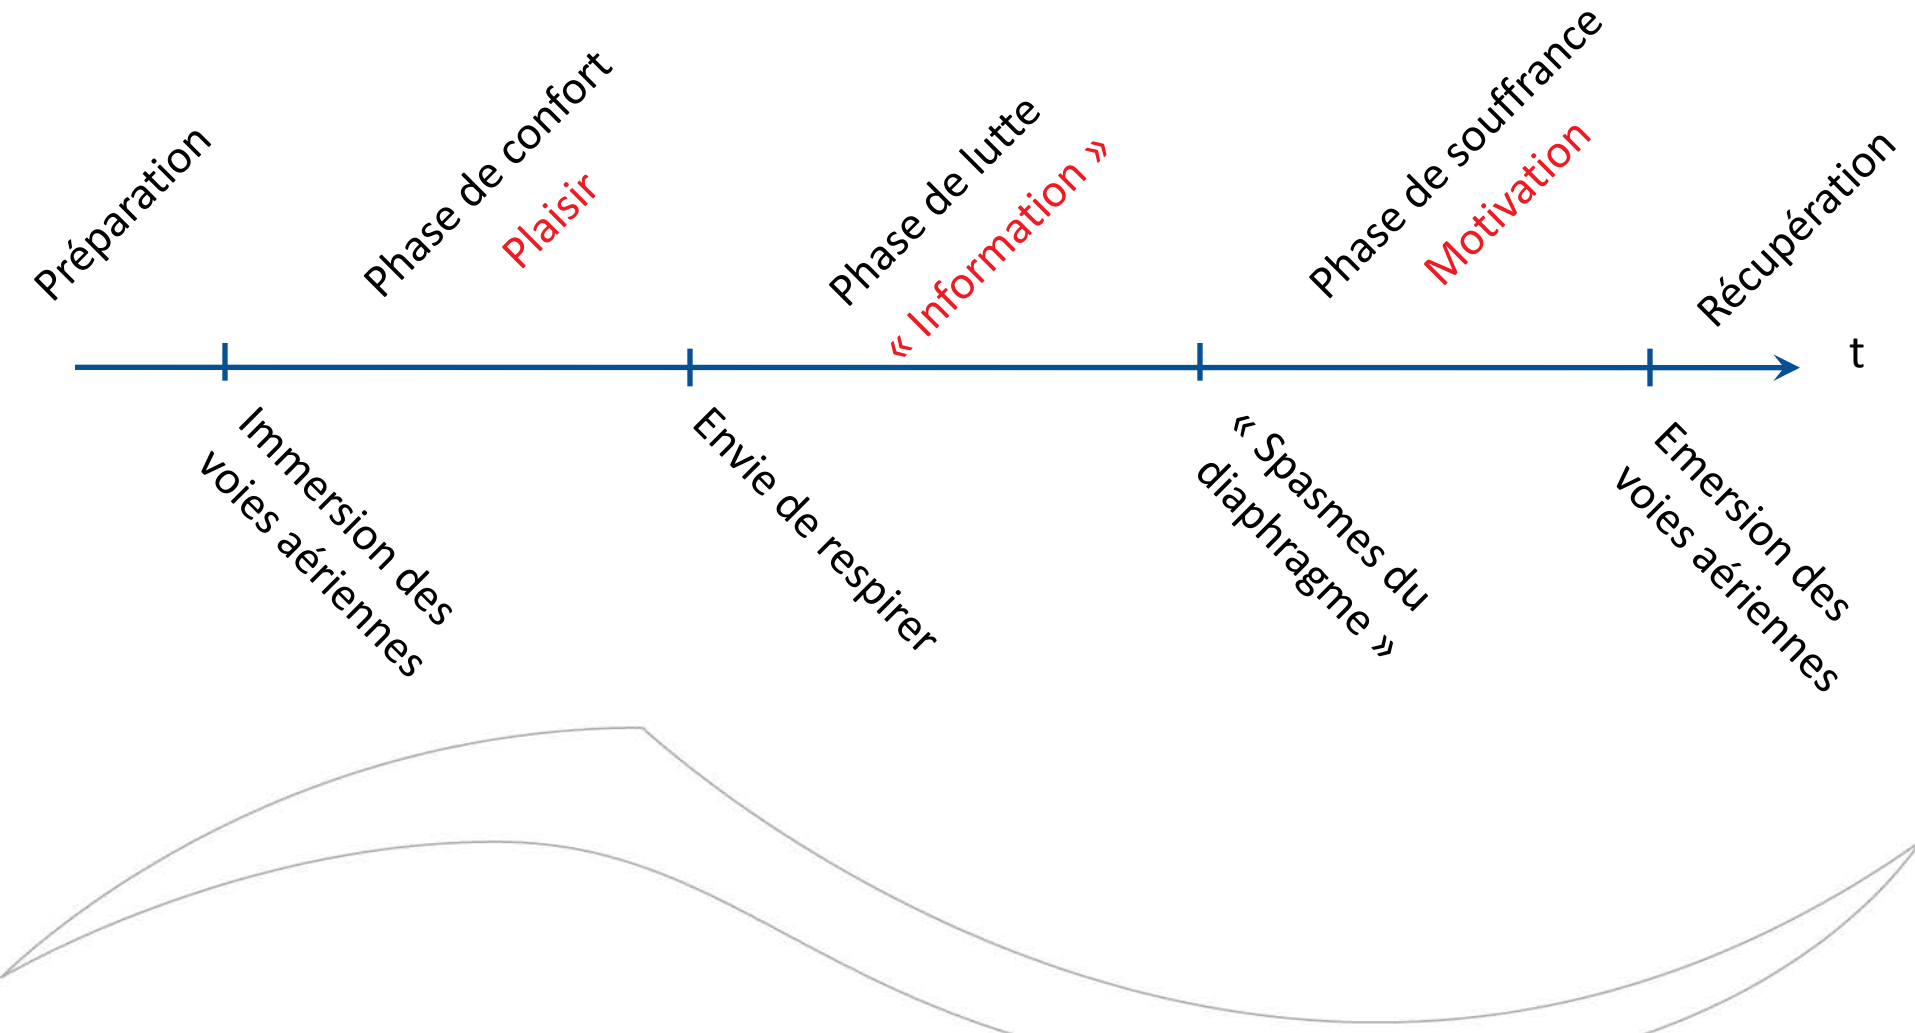 Préparation
Phase de confort
Plaisir
Phase de lutte
« Information »
Phase de souffrance
Motivation
Récupération
t
Immersion des
voies aériennes
Envie de respirer
« Spasmes du
diaphragme »
Emersion des
voies aériennes